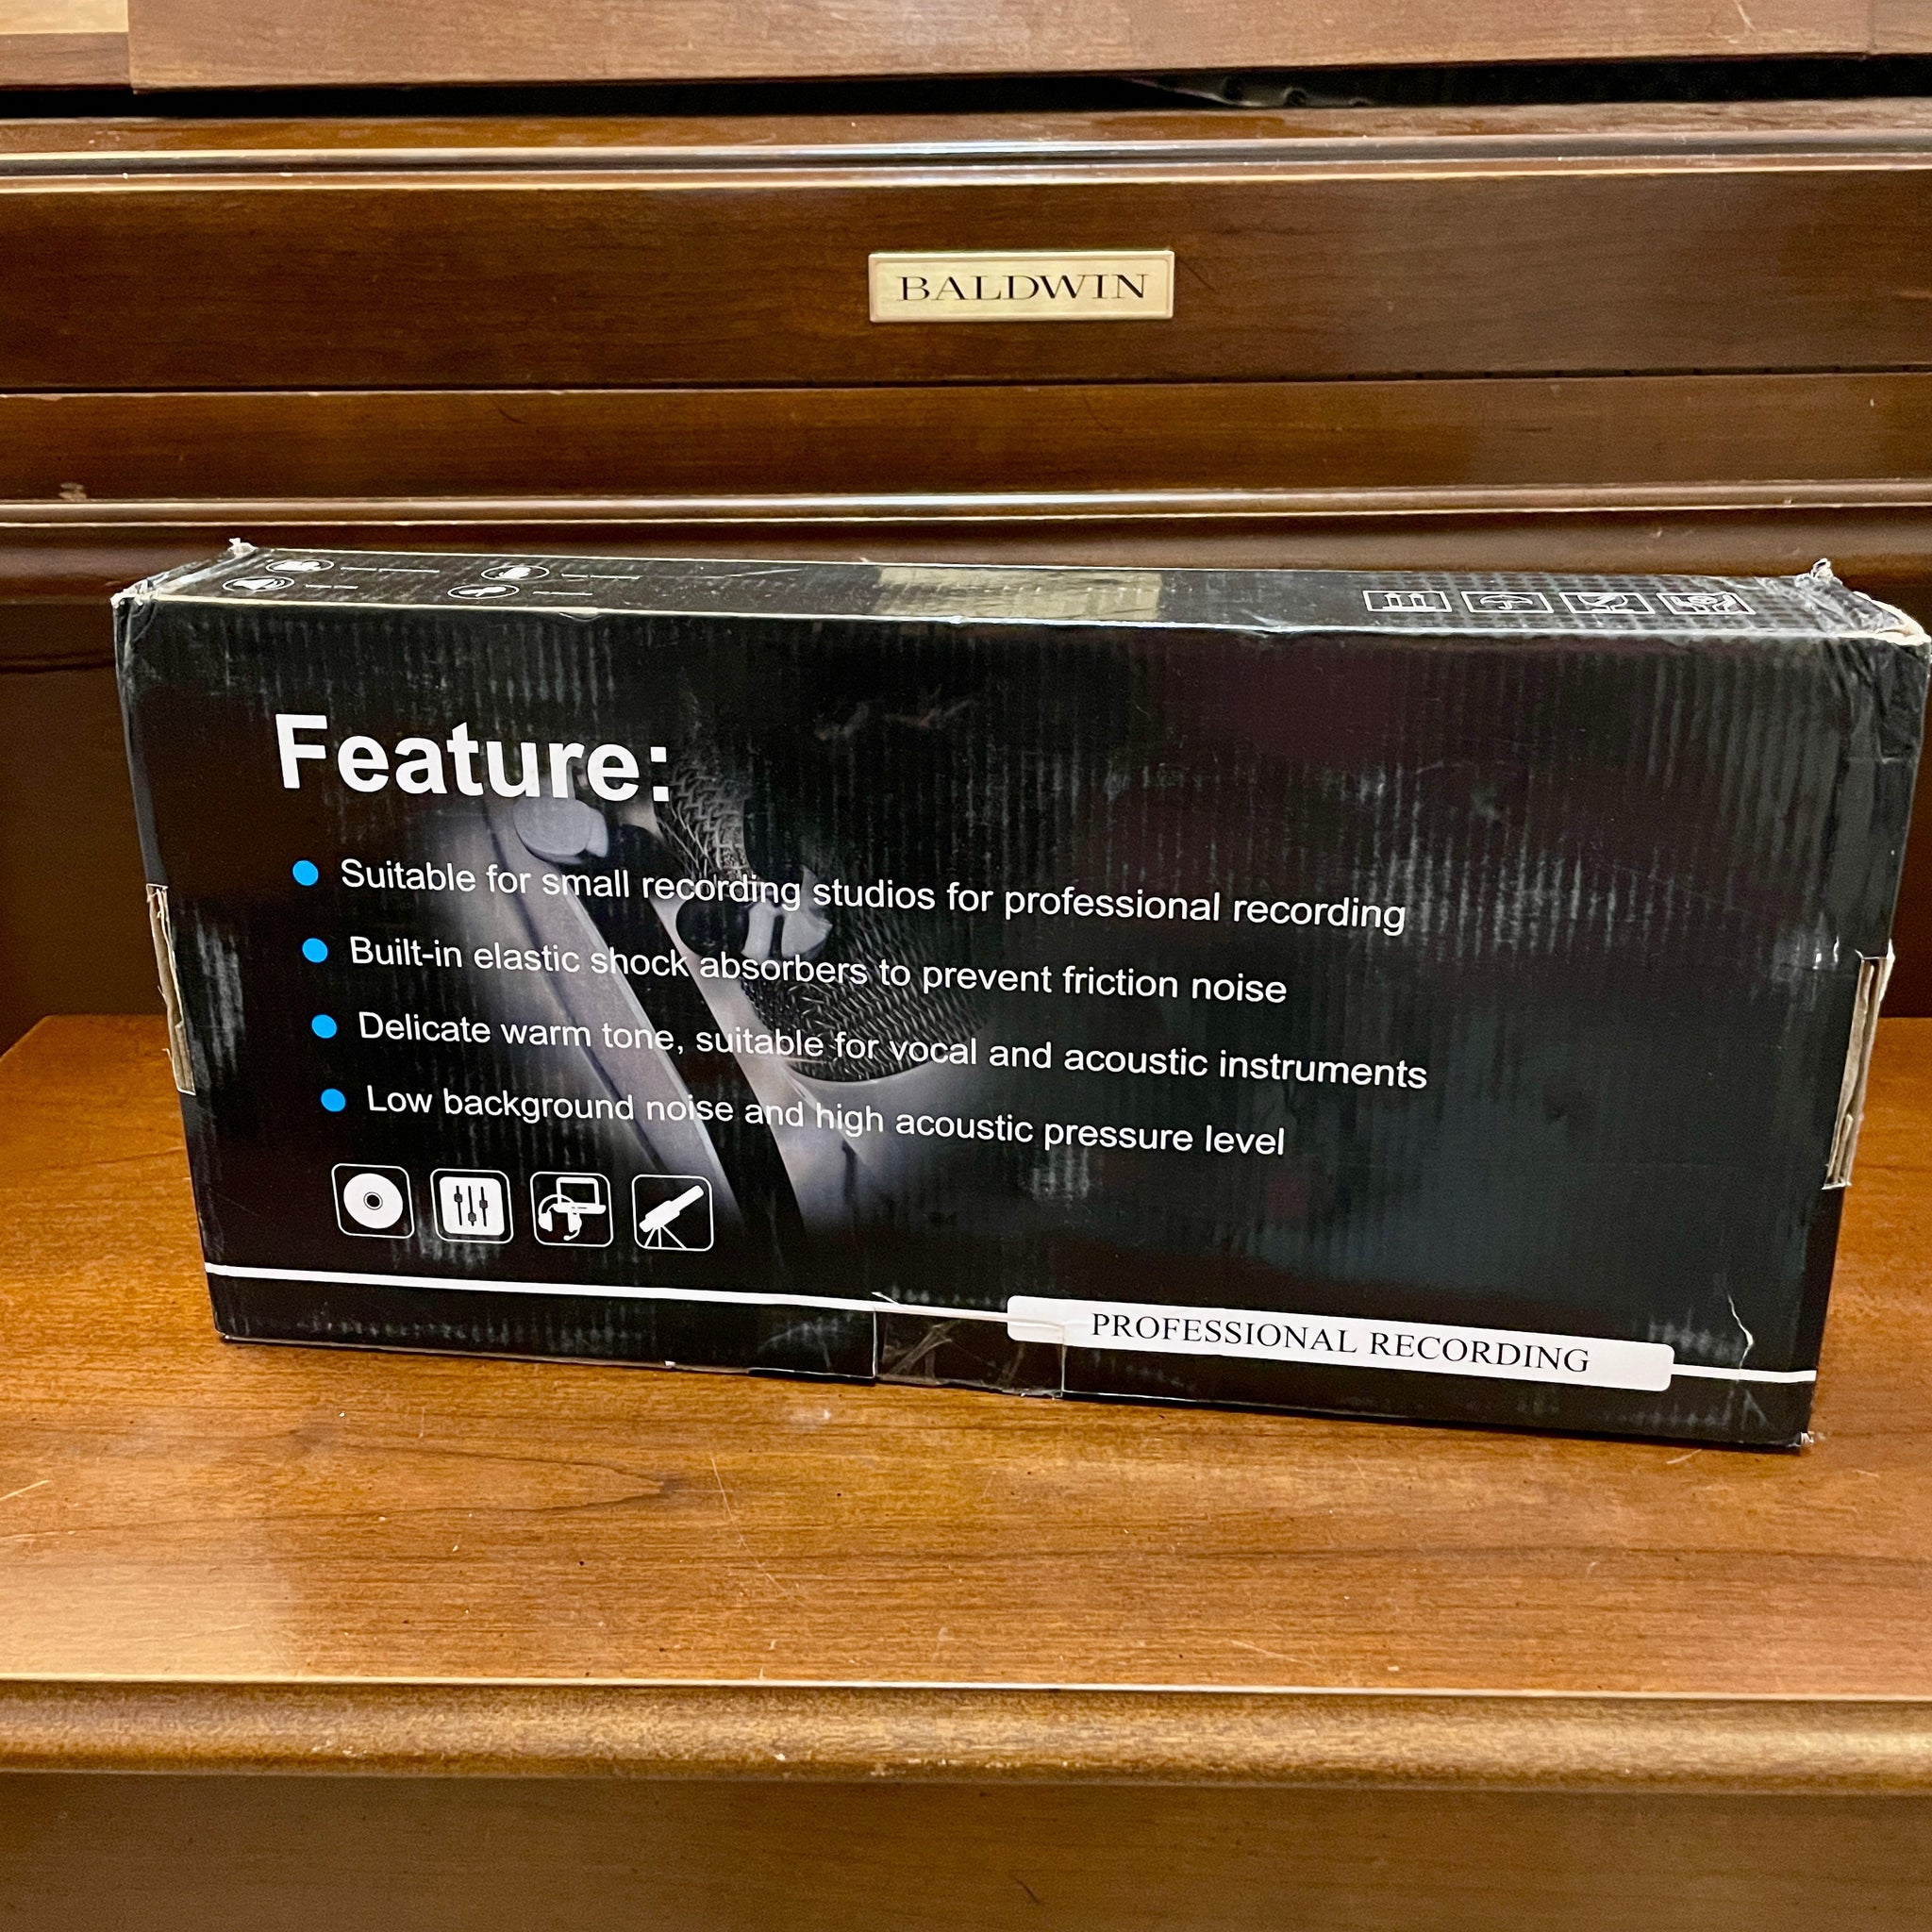 BALDWIN
Feature:
Suitable for small recording studios for professional recording
Built-in elastic shock absorbers to prevent friction noise
Delicate warm tone, suitable for vocal and acoustic instruments
Low background noise and high acoustic pressure level
PROFESSIONAL RECORDING